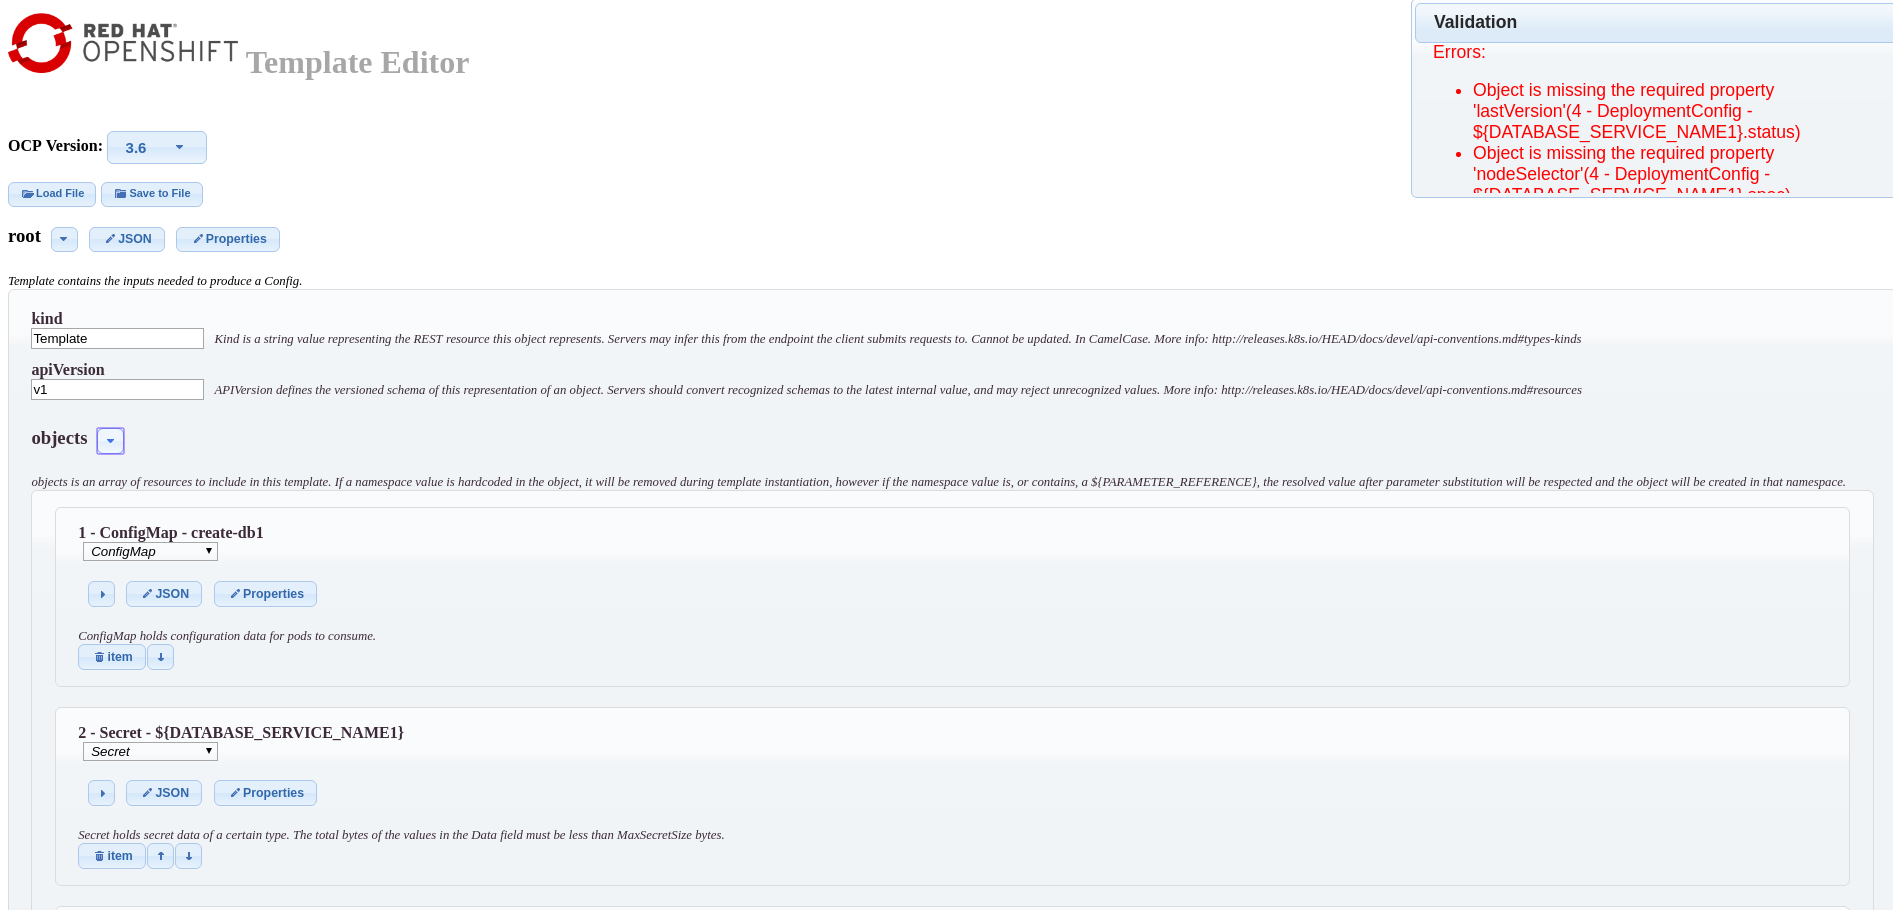 RED HAT®
OPENSHIFT Template Editor
Validation
Errors:
• Object is missing the required property
'lastVersion'(4 - DeploymentConfig -
${DATABASE_SERVICE_NAME1}.status)
• Object is missing the required property
'nodeSelector'(4 - DeploymentConfig -
${DATABASE_SERVICE_NAME1}.spec)
OCP Version: 3.6
Load File Save to File
root JSON Properties
Template contains the inputs needed to produce a Config.
kind
Template Kind is a string value representing the REST resource this object represents. Servers may infer this from the endpoint the client submits requests to. Cannot be updated. In CamelCase. More info: http://releases.k8s.io/HEAD/docs/devel/api-conventions.md#types-kinds
apiVersion
v1 APIVersion defines the versioned schema of this representation of an object. Servers should convert recognized schemas to the latest internal value, and may reject unrecognized values. More info: http://releases.k8s.io/HEAD/docs/devel/api-conventions.md#resources
objects
objects is an array of resources to include in this template. If a namespace value is hardcoded in the object, it will be removed during template instantiation, however if the namespace value is, or contains, a ${PARAMETER_REFERENCE}, the resolved value after parameter substitution will be respected and the object will be created in that namespace.
1 - ConfigMap - create-db1
ConfigMap
JSON Properties
ConfigMap holds configuration data for pods to consume.
item
2 - Secret - ${DATABASE_SERVICE_NAME1}
Secret
JSON Properties
Secret holds secret data of a certain type. The total bytes of the values in the Data field must be less than MaxSecretSize bytes.
item